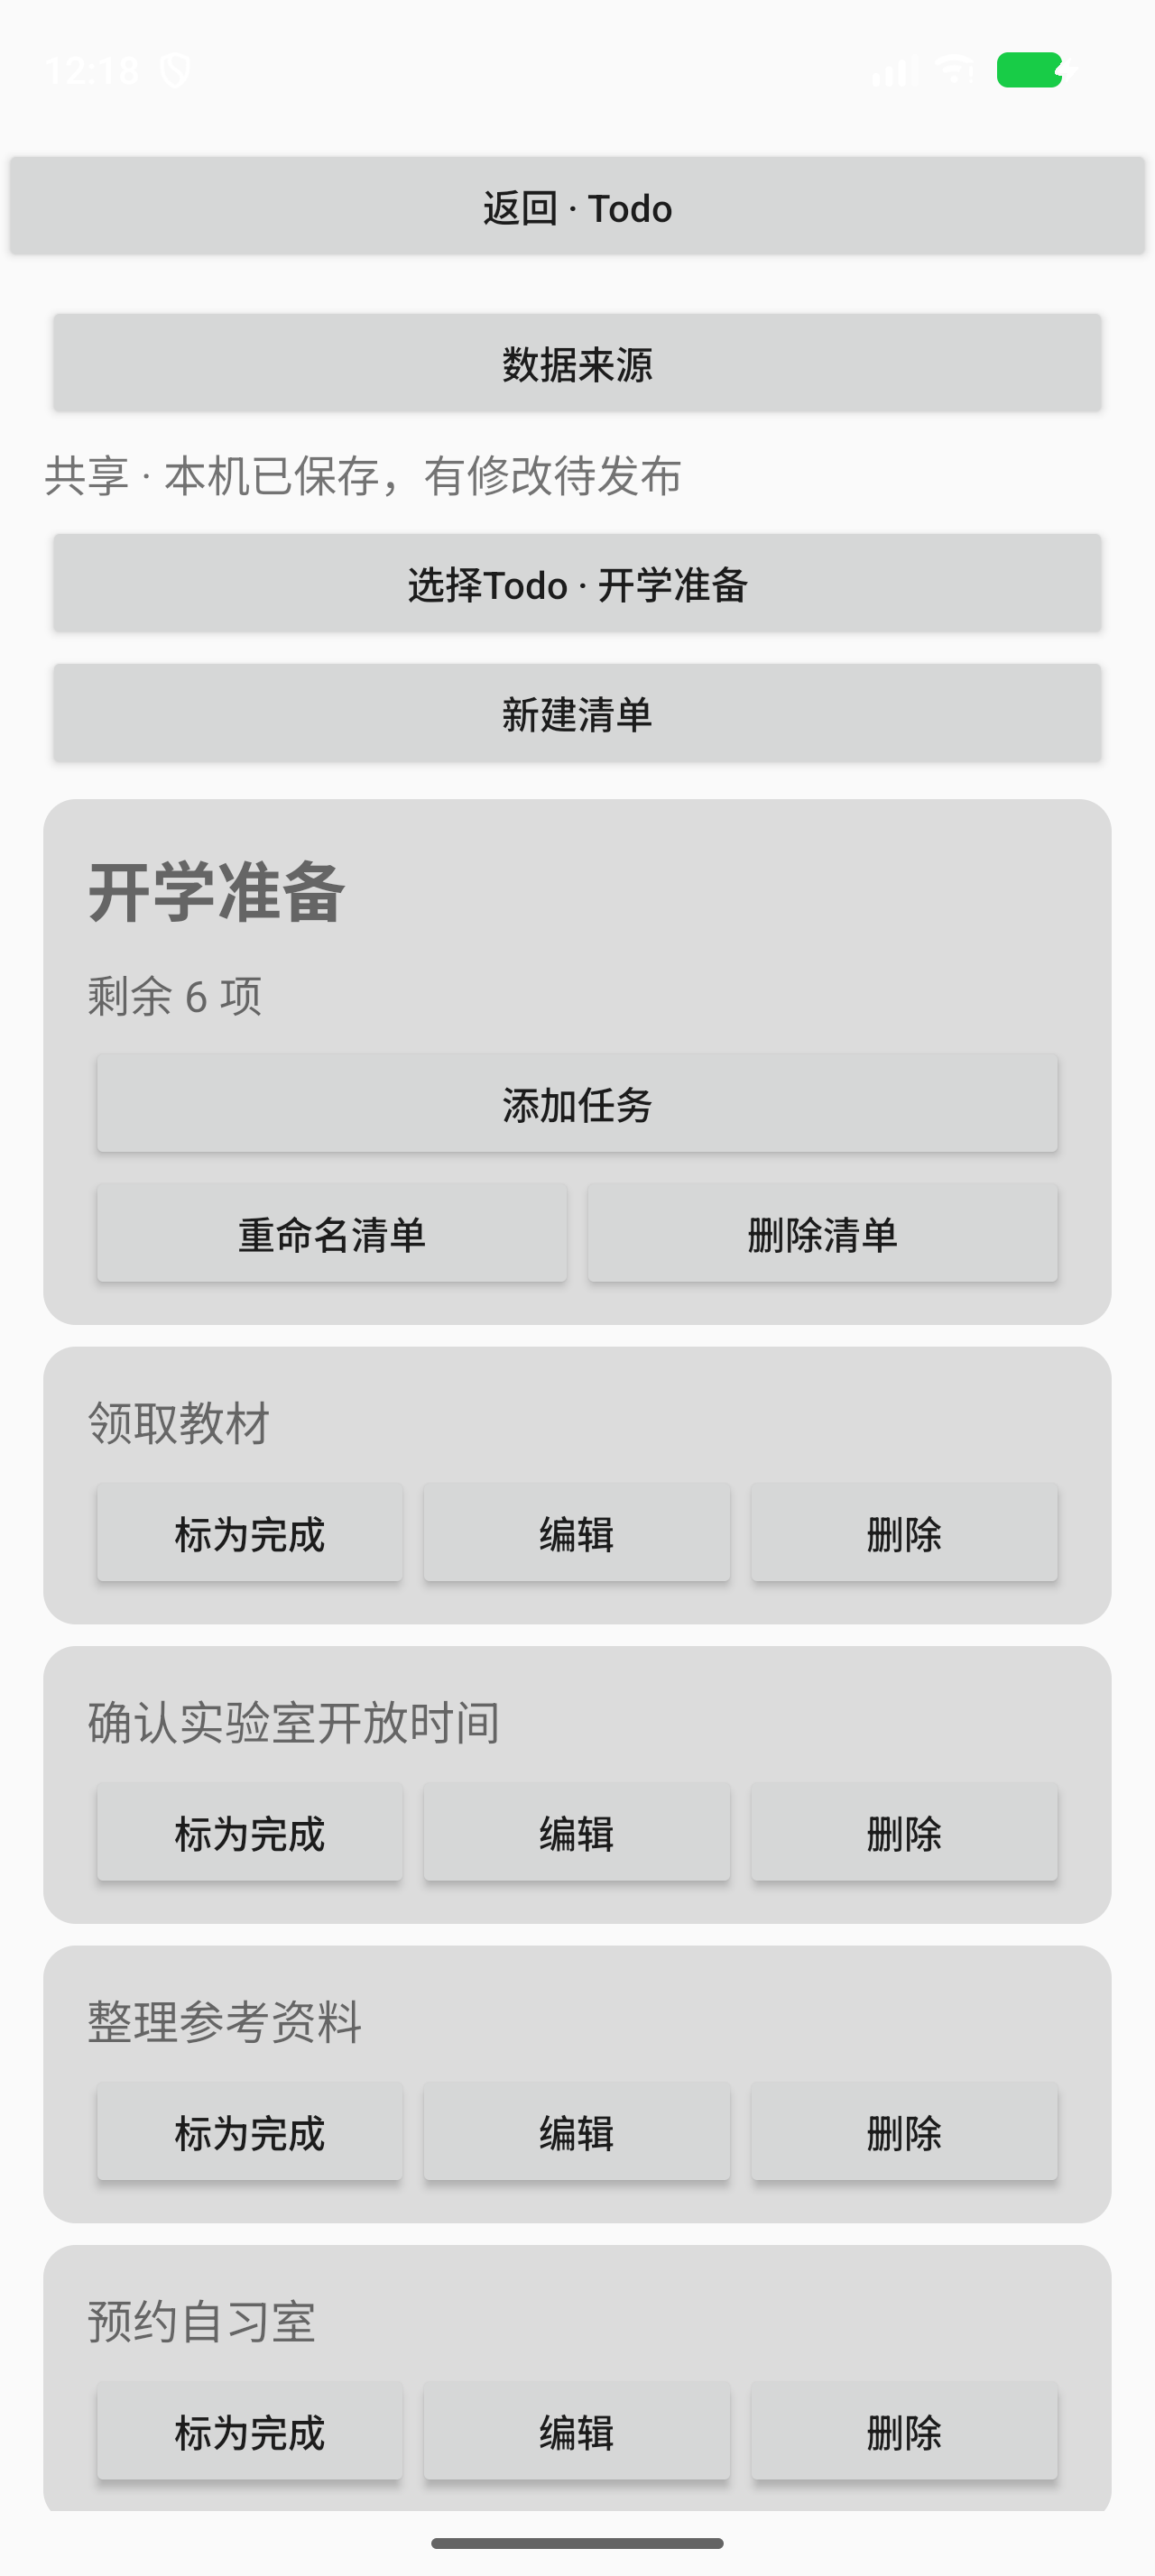 12:18
返回 · Todo
数据来源
共享 · 本机已保存，有修改待发布
选择Todo · 开学准备
新建清单
开学准备
剩余 6 项
添加任务
重命名清单 删除清单
领取教材
标为完成 编辑 删除
确认实验室开放时间
标为完成 编辑 删除
整理参考资料
标为完成 编辑 删除
预约自习室
标为完成 编辑 删除